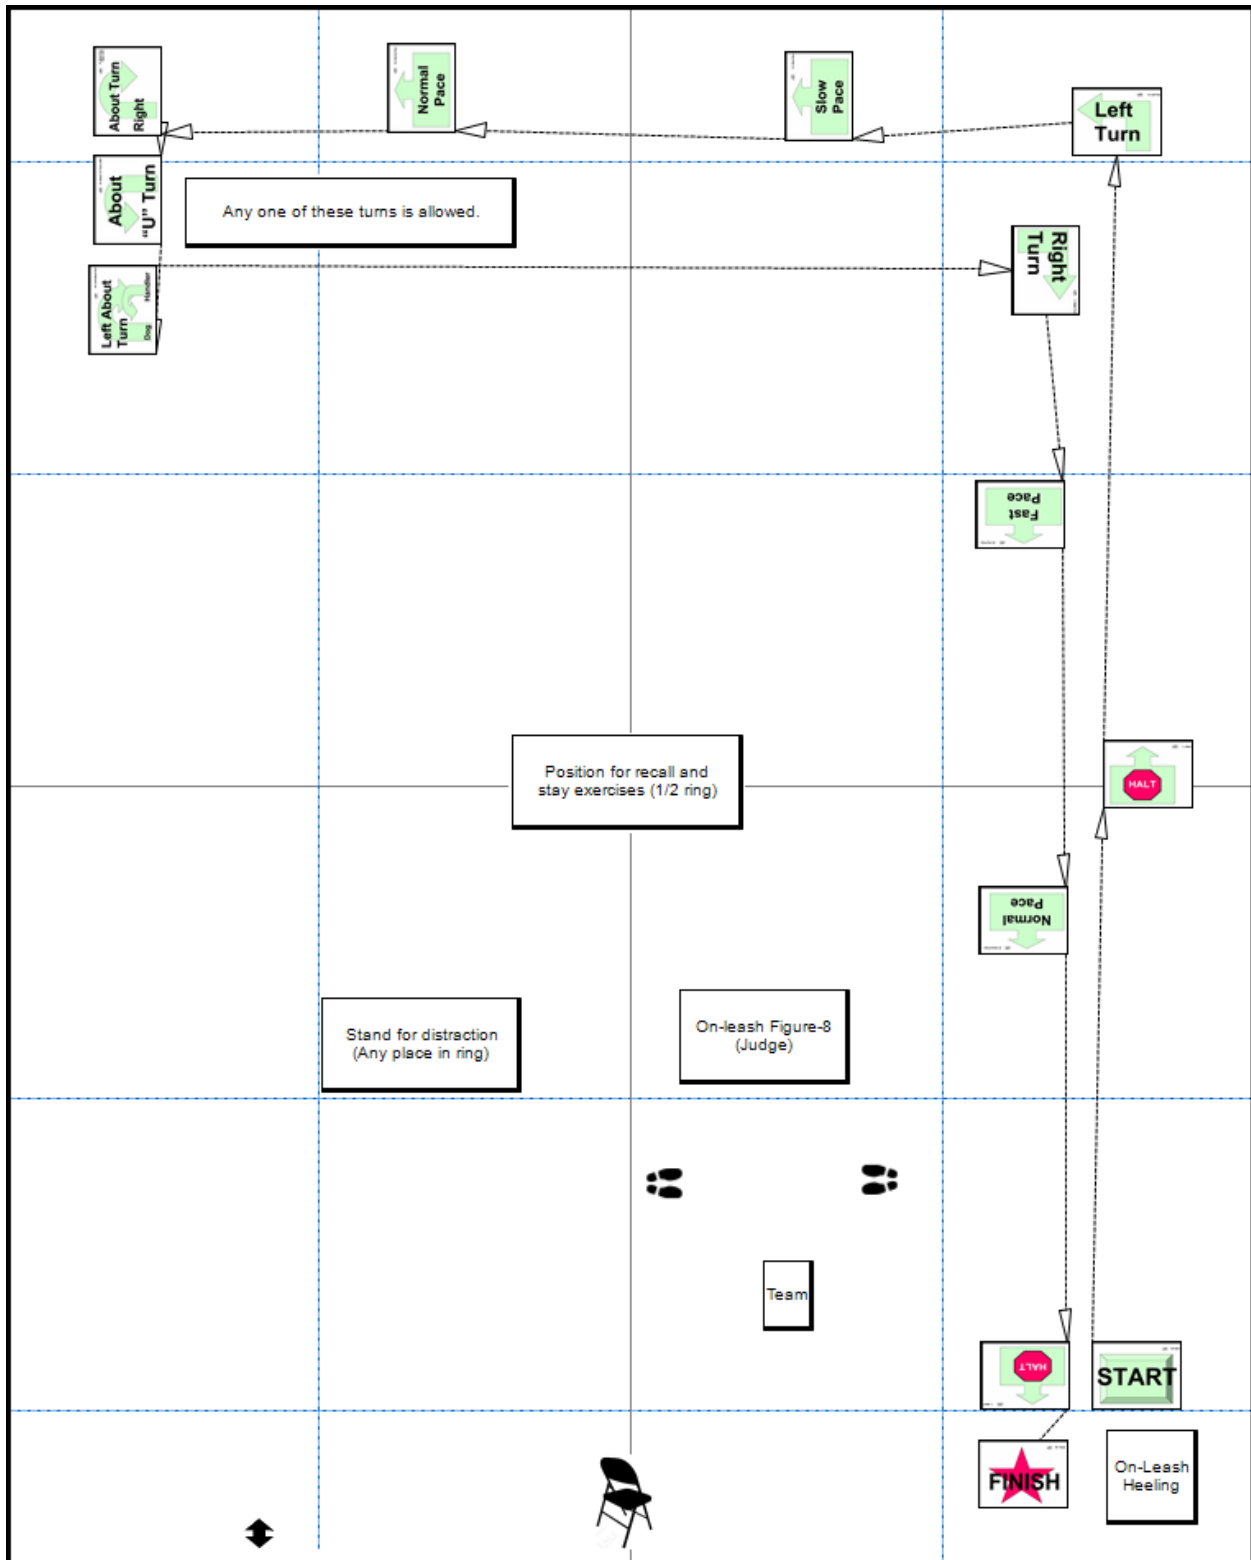 About Turn
Right
Normal
Pace
Slow
Pace
Left
Turn
About
"U" Turn
Any one of these turns is allowed.
Right
Turn
Left About
Turn
Handler
Dog
Fast
Pace
Position for recall and
stay exercises (1/2 ring)
HALT
Normal
Pace
Stand for distraction
(Any place in ring)
On-leash Figure-8
(Judge)
Team
HALT
START
FINISH
On-Leash
Heeling